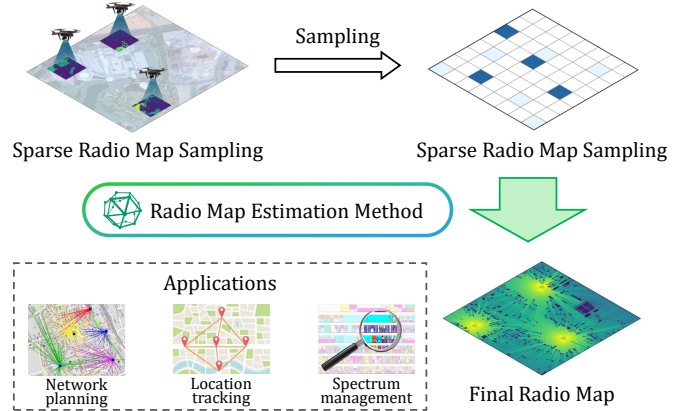 Sampling
Sparse Radio Map Sampling
Sparse Radio Map Sampling
Radio Map Estimation Method
Applications
Network
planning
Location
tracking
Spectrum
management
Final Radio Map